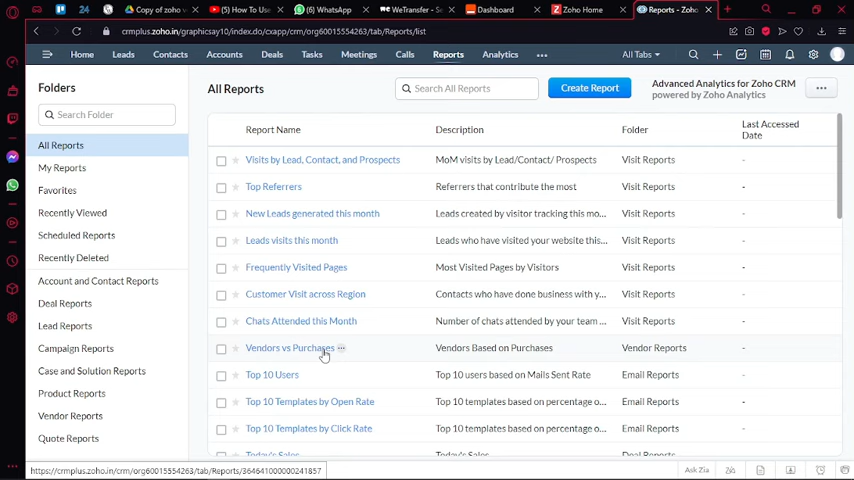 Copy of zoho
(5) How To Use
(6) WhatsApp
WeTransfer - S
Dashboard
Zoho Home
Reports - Zoho
24
crmplus.zoho.in/graphicsay10/index.do/cxapp/crm/org60015554263/tab/Reports/list
Home Leads Contacts Accounts Deals Tasks Meetings Calls Reports Analytics ••• All Tabs
Folders
Search Folder
All Reports
My Reports
Favorites
Recently Viewed
Scheduled Reports
Recently Deleted
Account and Contact Reports
Deal Reports
Lead Reports
Campaign Reports
Case and Solution Reports
Product Reports
Vendor Reports
Quote Reports
All Reports
Search All Reports
Create Report
Advanced Analytics for Zoho CRM
powered by Zoho Analytics
Report Name Description Folder Last Accessed Date
Visits by Lead, Contact, and Prospects MoM visits by Lead/Contact/ Prospects Visit Reports -
Top Referrers Referrers that contribute the most Visit Reports -
New Leads generated this month Leads created by visitor tracking this mo... Visit Reports -
Leads visits this month Leads who have visited your website this... Visit Reports -
Frequently Visited Pages Most Visited Pages by Visitors Visit Reports -
Customer Visit across Region Contacts who have done business with y... Visit Reports -
Chats Attended this Month Number of chats attended by your team ... Visit Reports -
Vendors vs Purchases ••• Vendors Based on Purchases Vendor Reports -
Top 10 Users Top 10 users based on Mails Sent Rate Email Reports -
Top 10 Templates by Open Rate Top 10 templates based on percentage o... Email Reports -
Top 10 Templates by Click Rate Top 10 templates based on percentage o... Email Reports -
Today's Sales Deal Reports
https://crmplus.zoho.in/crm/org60015554263/tab/Reports/364641000000241857
Ask Zia